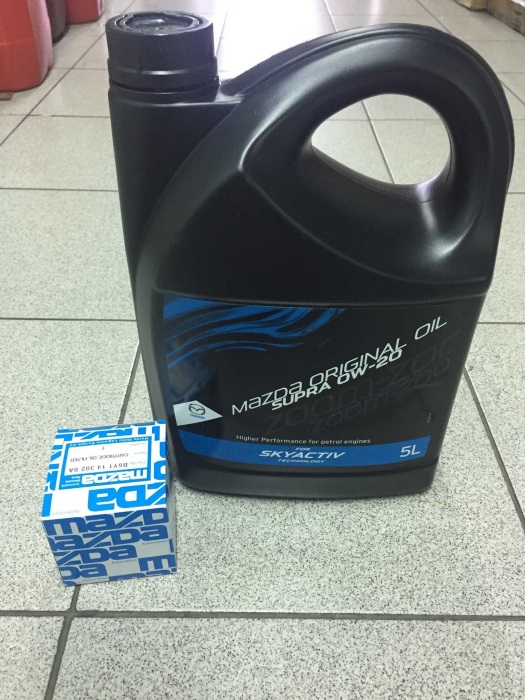 MAZDA ORIGINAL OIL
SUPRA 0W-20
Higher Performance for petrol engines
FOR
SKYACTIV
TECHNOLOGY
5L
B6Y1 14 302 9A
CARTRIDGE, OIL FILTER
mazda
mazda
mazda
mazda